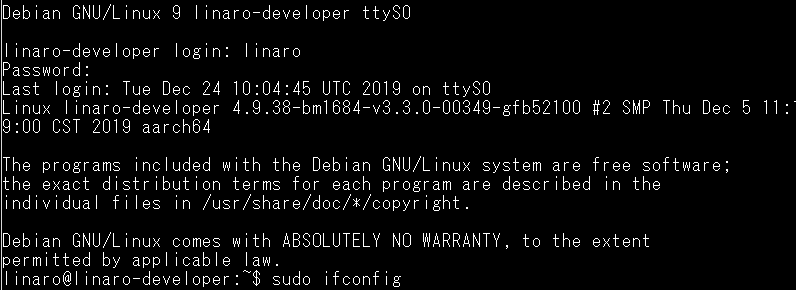 Debian GNU/Linux 9 linaro-developer ttyS0
linaro-developer login: linaro
Password:
Last login: Tue Dec 24 10:04:45 UTC 2019 on ttyS0
Linux linaro-developer 4.9.38-bm1684-v3.3.0-00349-gfb52100 #2 SMP Thu Dec 5 11:1
9:00 CST 2019 aarch64
The programs included with the Debian GNU/Linux system are free software;
the exact distribution terms for each program are described in the
individual files in /usr/share/doc/*/copyright.
Debian GNU/Linux comes with ABSOLUTELY NO WARRANTY, to the extent
permitted by applicable law.
linaro@linaro-developer:~$ sudo ifconfig